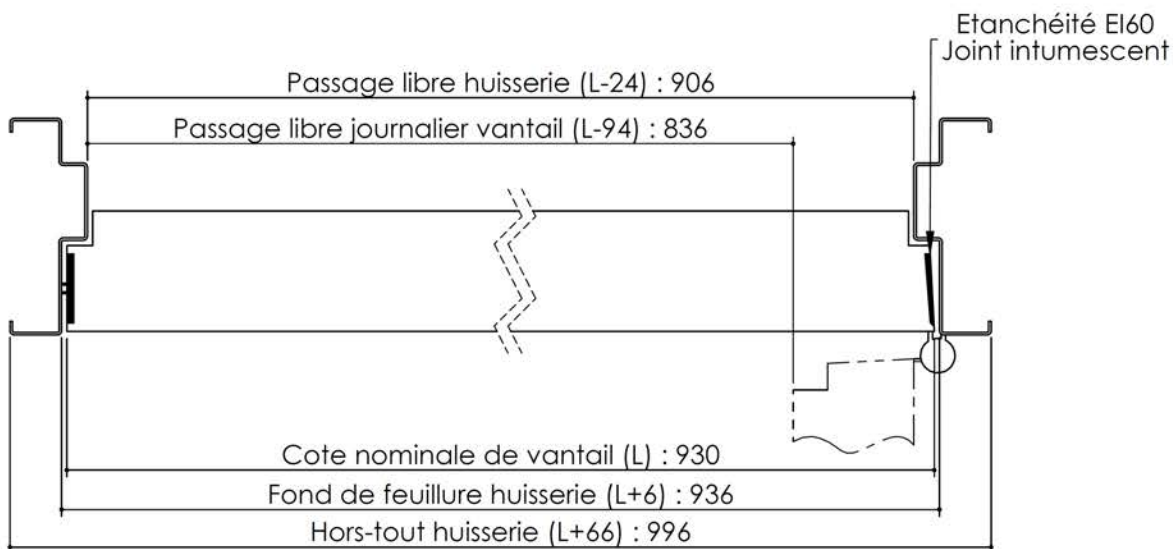 Etanchéité EI60
Joint intumescent
Passage libre huisserie (L-24) : 906
Passage libre journalier vantail (L-94) : 836
Cote nominale de vantail (L) : 930
Fond de feuillure huisserie (L+6) : 936
Hors-tout huisserie (L+66) : 996